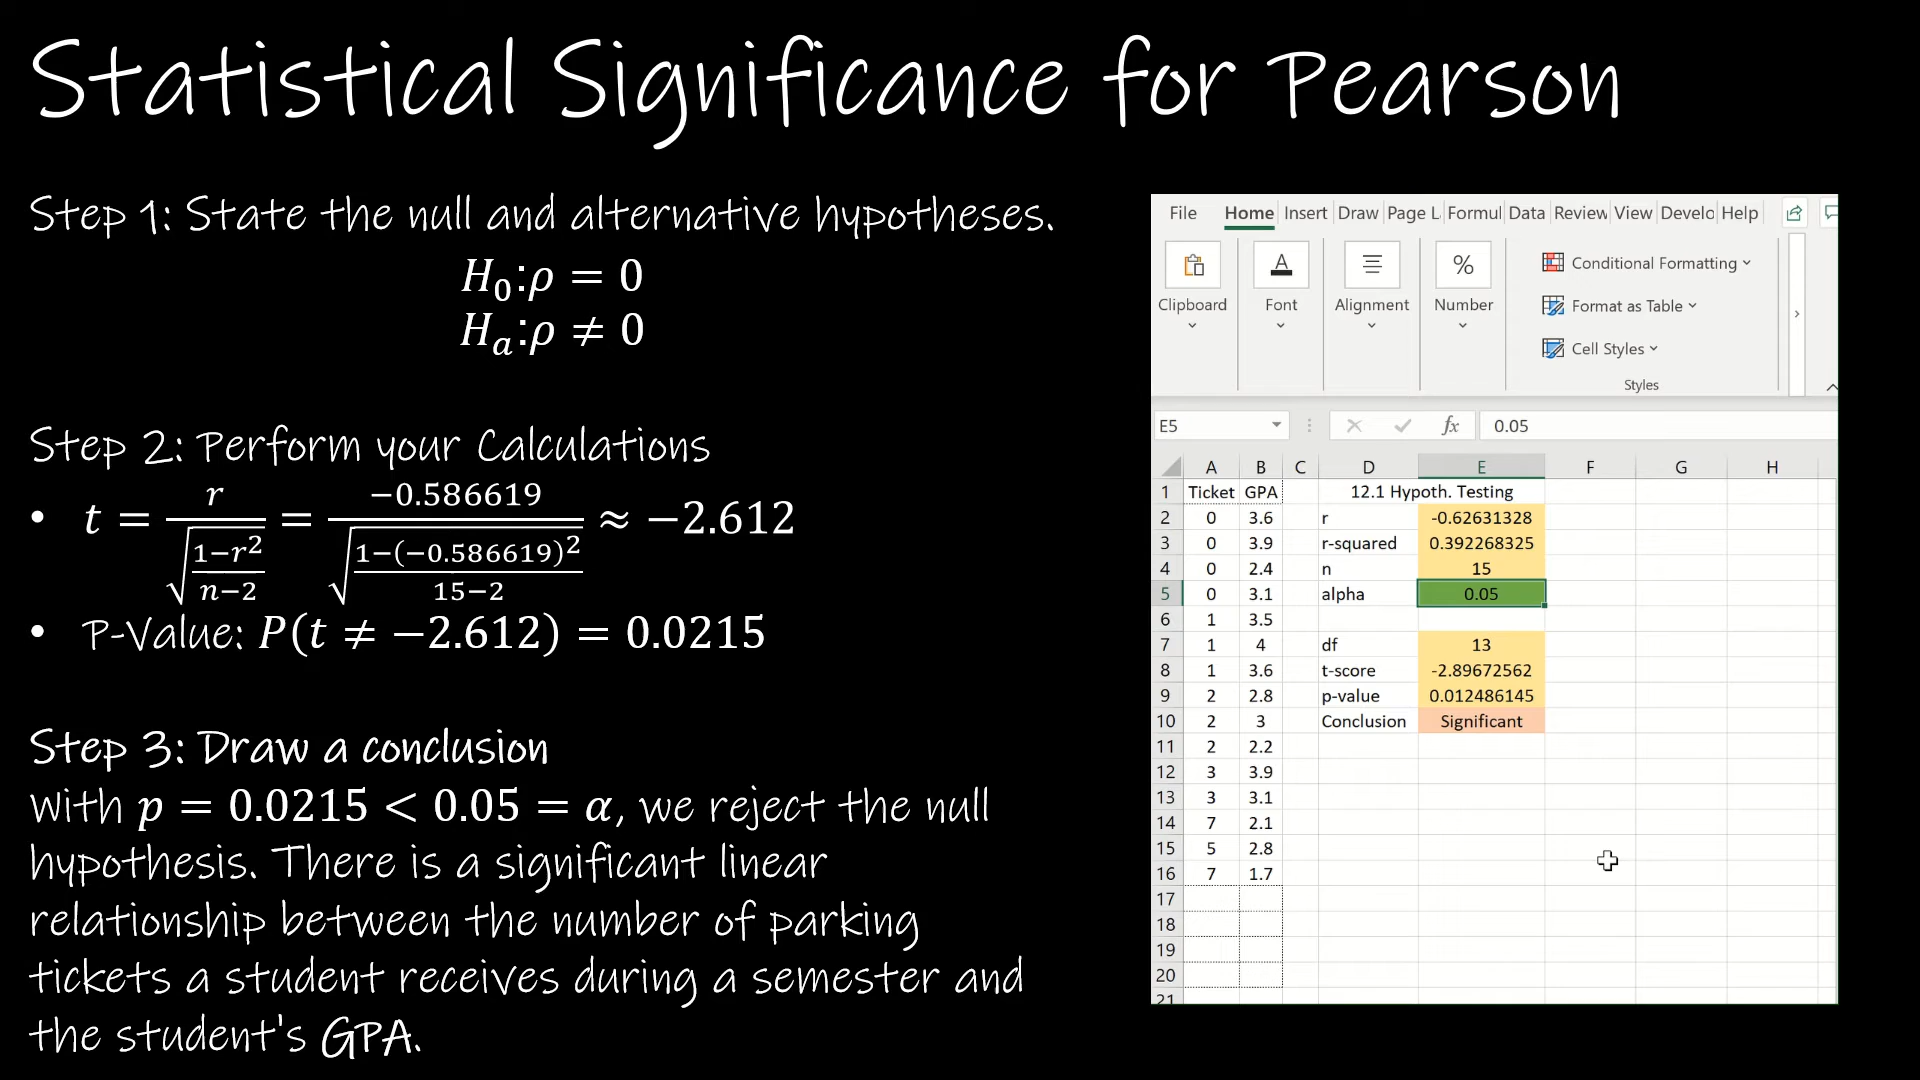 Statistical Significance for Pearson
Step 1: State the null and alternative hypotheses.
H₀:ρ = 0
Hₐ:ρ ≠ 0
Step 2: Perform your Calculations
• t = r / √((1−r²)/(n−2)) = −0.586619 / √((1−(−0.586619)²)/(15−2)) ≈ −2.612
• P-Value: P(t ≠ −2.612) = 0.0215
Step 3: Draw a conclusion
With p = 0.0215 < 0.05 = α, we reject the null
hypothesis. There is a significant linear
relationship between the number of parking
tickets a student receives during a semester and
the student's GPA.
File Home Insert Draw Page L Formul Data Review View Develo Help
Clipboard Font Alignment Number
Conditional Formatting
Format as Table
Cell Styles
Styles
E5 fx 0.05
A B C D E F G H
1 Ticket GPA 12.1 Hypoth. Testing
2 0 3.6 r -0.62631328
3 0 3.9 r-squared 0.392268325
4 0 2.4 n 15
5 0 3.1 alpha 0.05
6 1 3.5
7 1 4 df 13
8 1 3.6 t-score -2.89672562
9 2 2.8 p-value 0.012486145
10 2 3 Conclusion Significant
11 2 2.2
12 3 3.9
13 3 3.1
14 7 2.1
15 5 2.8
16 7 1.7
17
18
19
20
21